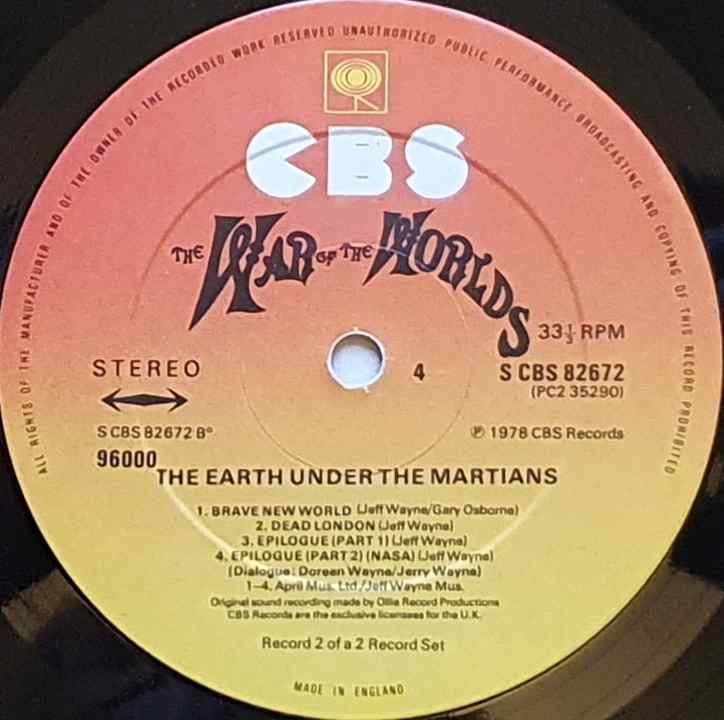 ALL RIGHTS OF THE MANUFACTURER AND OF THE OWNER OF THE RECORDED WORK RESERVED UNAUTHORIZED PUBLIC PERFORMANCE BROADCASTING AND COPYING OF THIS RECORD PROHIBITED
CBS
THE WAR OF THE WORLDS
33⅓ RPM
STEREO
4
S CBS 82672
(PC2 35290)
S CBS 82672 B°
℗ 1978 CBS Records
96000
THE EARTH UNDER THE MARTIANS
1. BRAVE NEW WORLD (Jeff Wayne/Gary Osborne)
2. DEAD LONDON (Jeff Wayne)
3. EPILOGUE (PART 1) (Jeff Wayne)
4. EPILOGUE (PART 2) (NASA) (Jeff Wayne)
(Dialogue: Doreen Wayne/Jerry Wayne)
1–4. April Mus. Ltd./Jeff Wayne Mus.
Original sound recording made by Ollie Record Productions
CBS Records are the exclusive licensees for the U.K.
Record 2 of a 2 Record Set
MADE IN ENGLAND